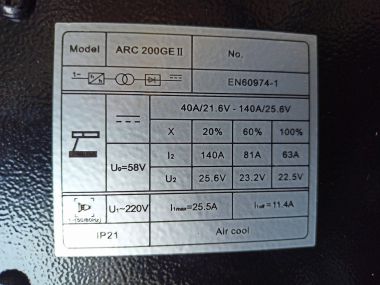 Model ARC 200GE II No.
1~ EN60974-1
40A/21.6V - 140A/25.6V
X 20% 60% 100%
U₀=58V
I₂ 140A 81A 63A
U₂ 25.6V 23.2V 22.5V
U₁~220V I₁max=25.5A I₁eff=11.4A
IP21 Air cool